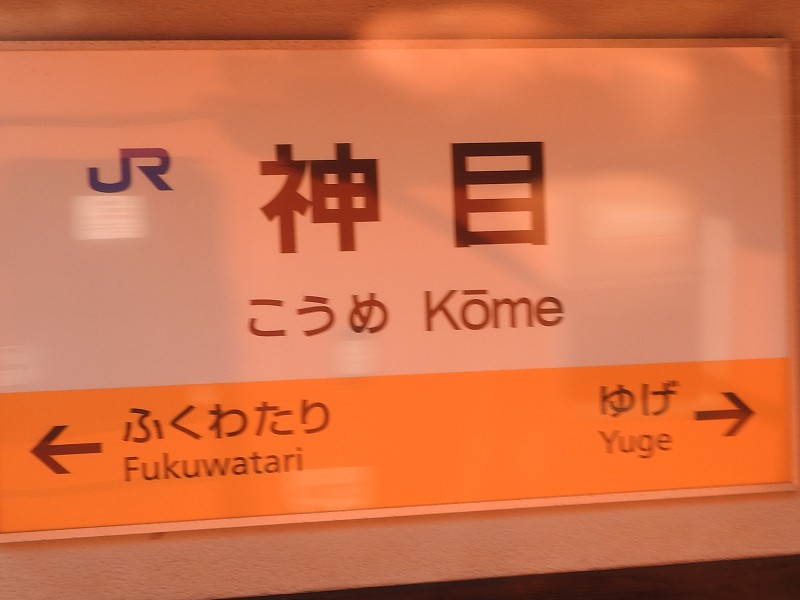 JR 神目
こうめ Kōme
← ふくわたり
Fukuwatari
ゆげ →
Yuge